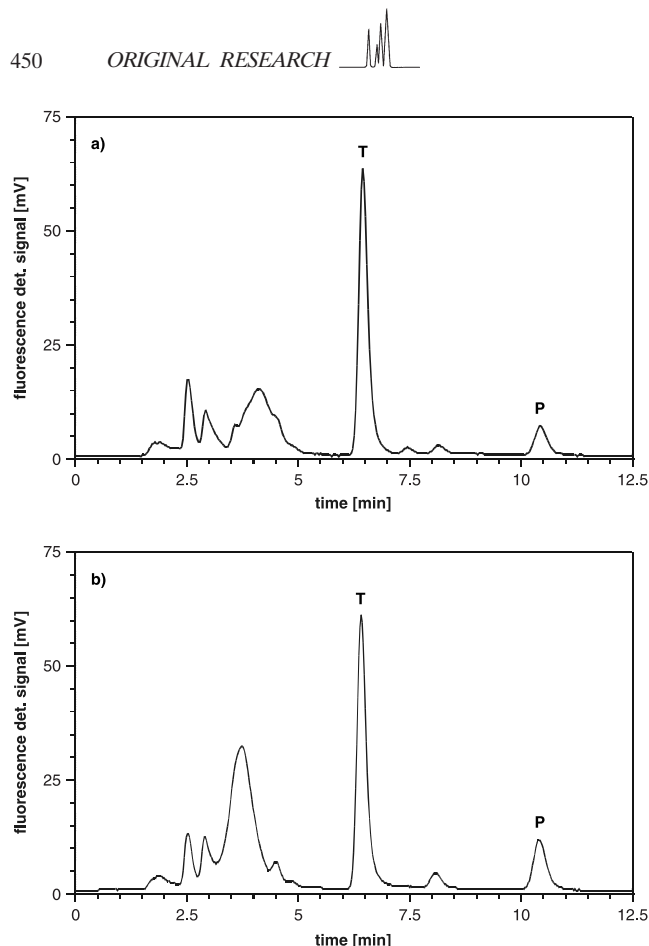 450 ORIGINAL RESEARCH
75
a)
T
50
fluorescence det. signal [mV]
25
P
0
0 2.5 5 7.5 10 12.5
time [min]
75
b)
T
50
fluorescence det. signal [mV]
25
P
0
0 2.5 5 7.5 10 12.5
time [min]